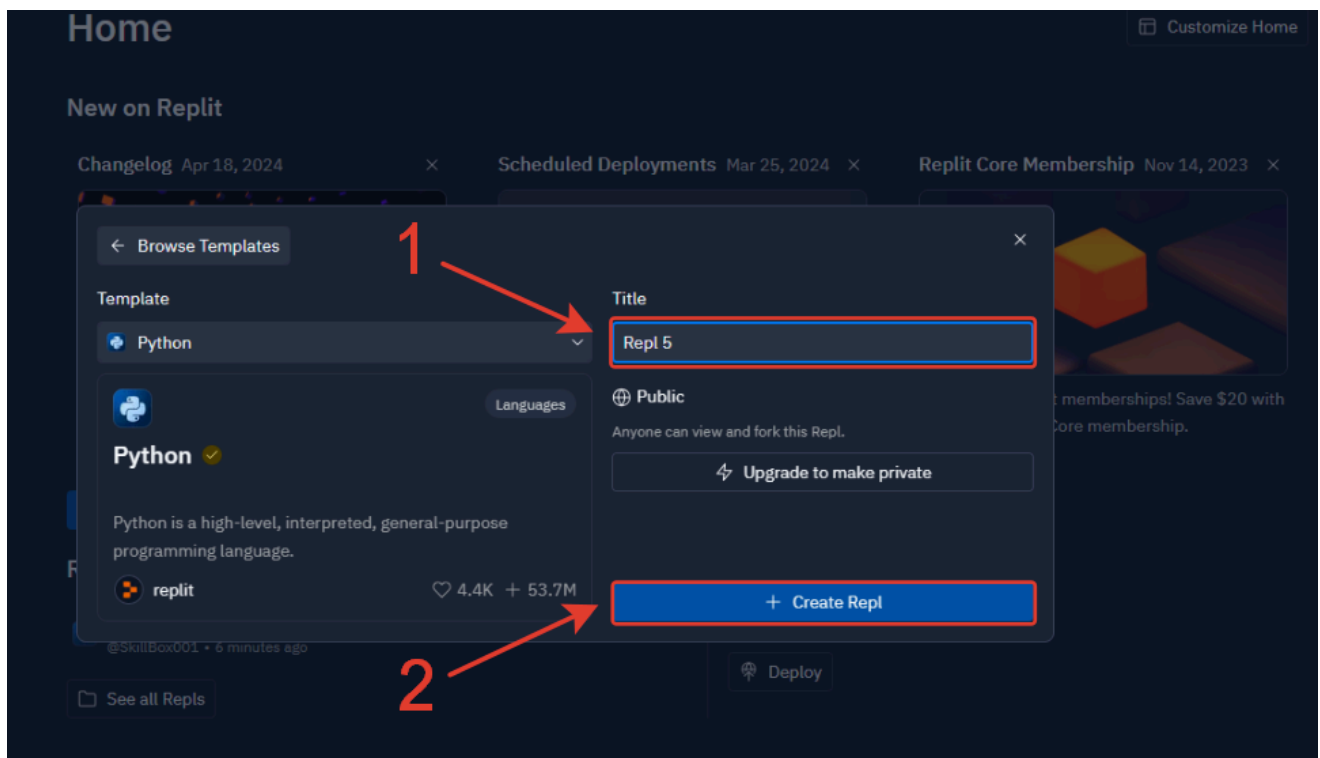 Home
Customize Home
New on Replit
Changelog Apr 18, 2024
Scheduled Deployments Mar 25, 2024
Replit Core Membership Nov 14, 2023
Browse Templates
1
Template
Title
Python
Repl 5
Languages
Public
Anyone can view and fork this Repl.
memberships! Save $20 with
Core membership.
Python
Upgrade to make private
Python is a high-level, interpreted, general-purpose
programming language.
replit
4.4K
53.7M
Create Repl
@SkillBox001 • 6 minutes ago
2
Deploy
See all Repls